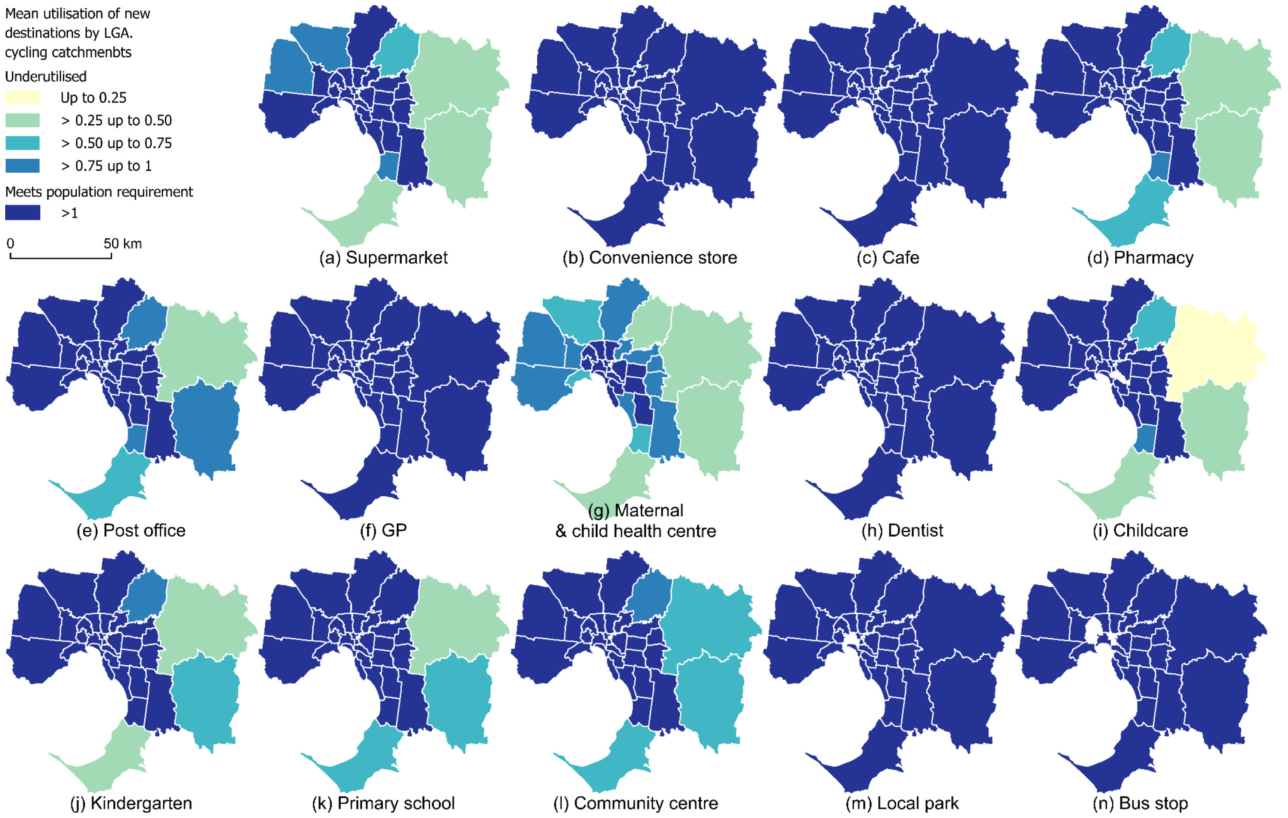 Mean utilisation of new
destinations by LGA.
cycling catchmenbts
Underutilised
Up to 0.25
> 0.25 up to 0.50
> 0.50 up to 0.75
> 0.75 up to 1
Meets population requirement
>1
0 50 km
(a) Supermarket
(b) Convenience store
(c) Cafe
(d) Pharmacy
(e) Post office
(f) GP
(g) Maternal
& child health centre
(h) Dentist
(i) Childcare
(j) Kindergarten
(k) Primary school
(l) Community centre
(m) Local park
(n) Bus stop